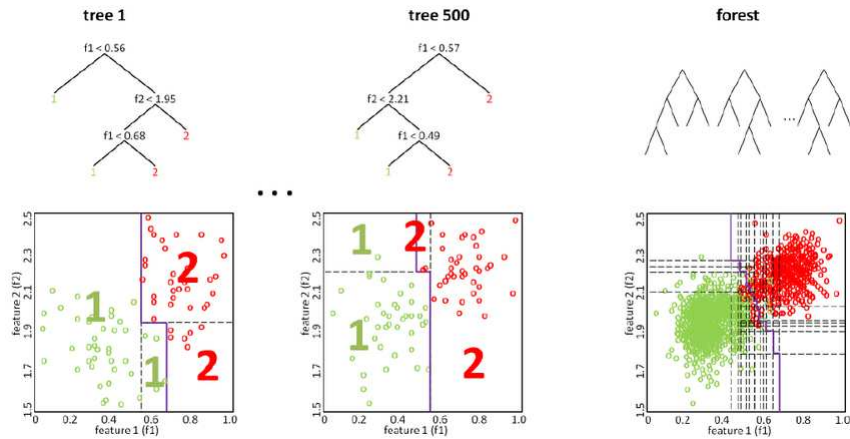 tree 1
tree 500
forest
f1 < 0.56
1
f2 < 1.95
f1 < 0.68
2
1
2
f1 < 0.57
f2 < 2.21
2
1
f1 < 0.49
1
2
...
...
feature 2 (f2)
2.5
2.3
2.1
1.9
1.7
1.5
1
2
1
2
0 0.2 0.4 0.6 0.8 1.0
feature 1 (f1)
feature 2 (f2)
2.5
2.3
2.1
1.9
1.7
1.5
1
2
1
2
0 0.2 0.4 0.6 0.8 1.0
feature 1 (f1)
feature 2 (f2)
2.5
2.3
2.1
1.9
1.7
1.5
0 0.2 0.4 0.6 0.8 1.0
feature 1 (f1)